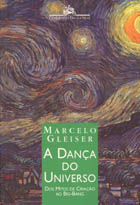 MARCELO
GLEISER
A DANÇA
DO
UNIVERSO
DOS MITOS DE CRIAÇÃO
AO BIG-BANG